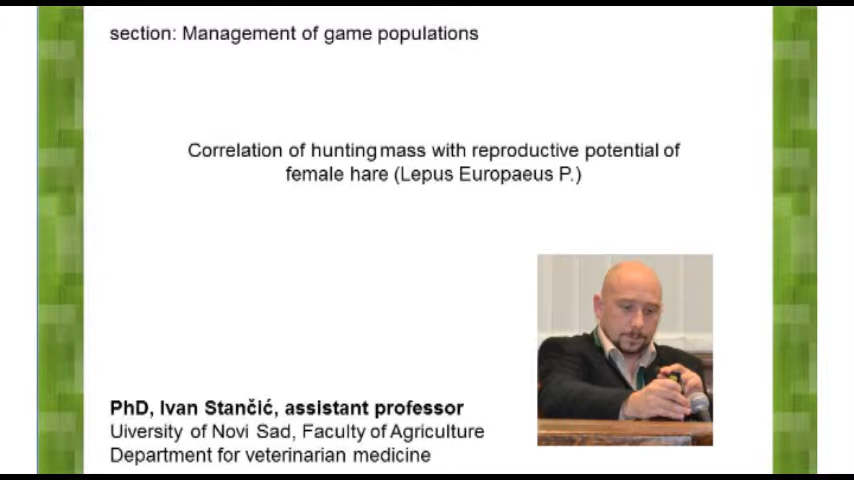 section: Management of game populations
Correlation of hunting mass with reproductive potential of
female hare (Lepus Europaeus P.)
PhD, Ivan Stančić, assistant professor
Uiversity of Novi Sad, Faculty of Agriculture
Department for veterinarian medicine